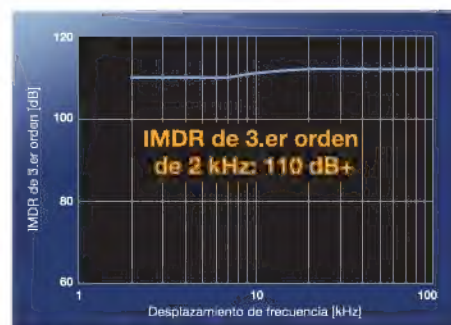 120
110
80
60
IMDR de 3.er orden [dB]
IMDR de 3.er orden
de 2 kHz: 110 dB+
1
10
100
Desplazamiento de frecuencia [kHz]